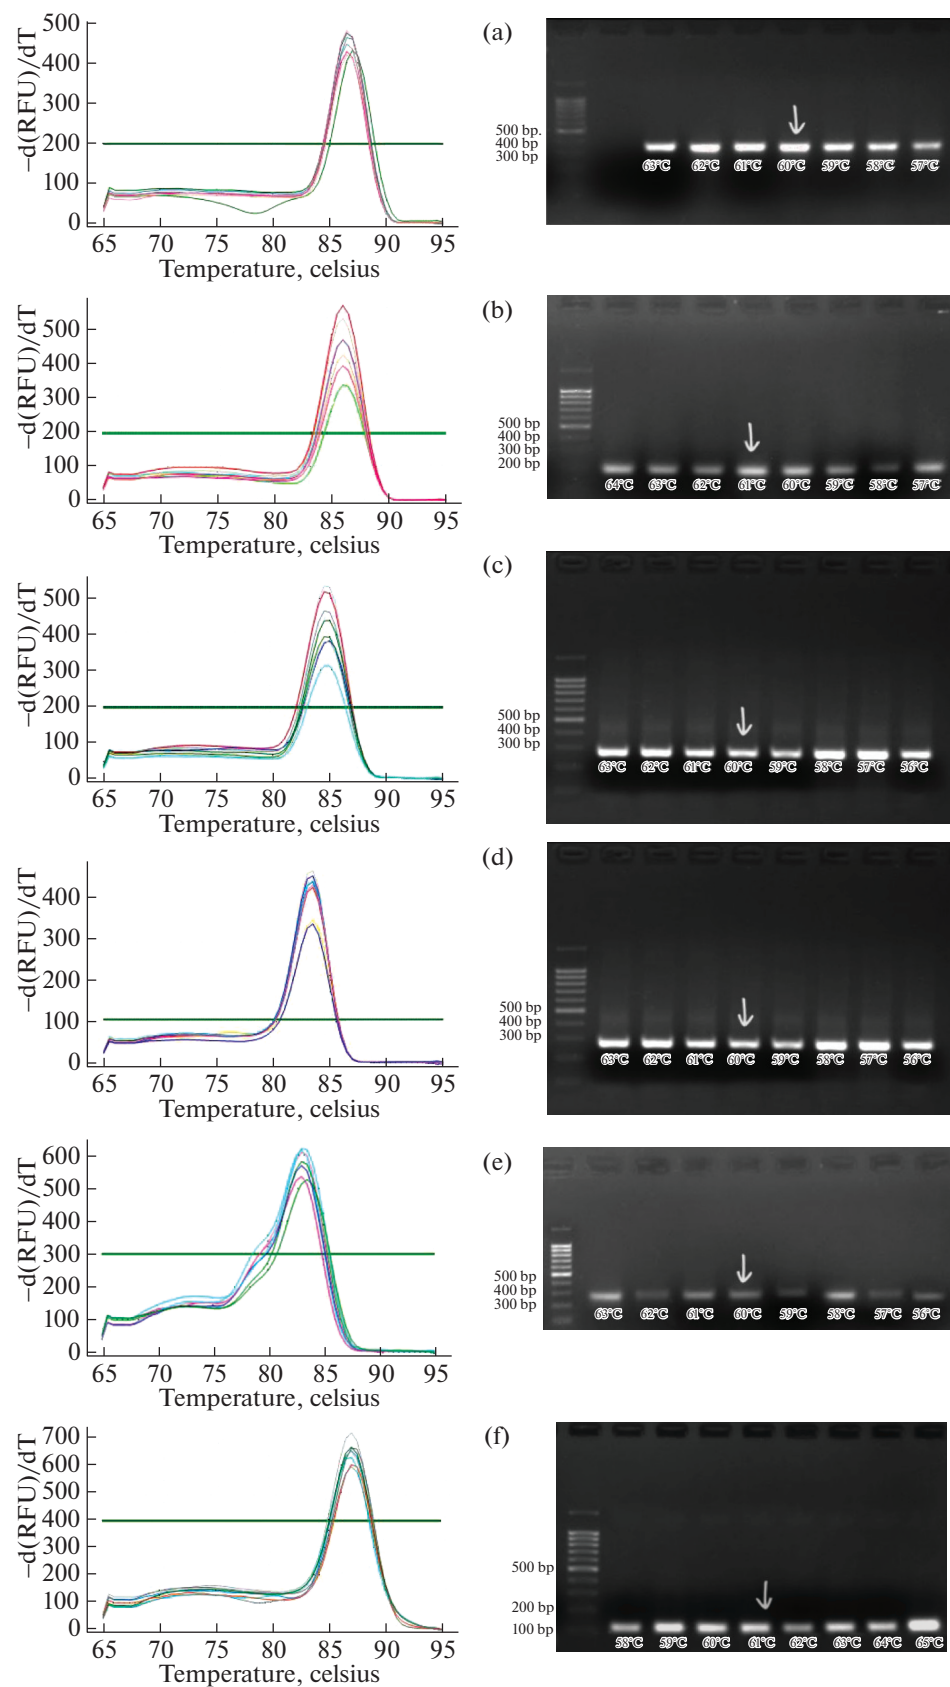 (a)
−d(RFU)/dT
500
400
300
200
100
0
65 70 75 80 85 90 95
Temperature, celsius
500 bp.
400 bp
300 bp
63°C 62°C 61°C 60°C 59°C 58°C 57°C
(b)
−d(RFU)/dT
500
400
300
200
100
0
65 70 75 80 85 90 95
Temperature, celsius
500 bp
400 bp
300 bp
200 bp
64°C 63°C 62°C 61°C 60°C 59°C 58°C 57°C
(c)
−d(RFU)/dT
500
400
300
200
100
0
65 70 75 80 85 90 95
Temperature, celsius
500 bp
400 bp
300 bp
63°C 62°C 61°C 60°C 59°C 58°C 57°C 56°C
(d)
−d(RFU)/dT
400
300
200
100
0
65 70 75 80 85 90 95
Temperature, celsius
500 bp
400 bp
300 bp
63°C 62°C 61°C 60°C 59°C 58°C 57°C 56°C
(e)
−d(RFU)/dT
600
500
400
300
200
100
0
65 70 75 80 85 90 95
Temperature, celsius
500 bp
400 bp
300 bp
63°C 62°C 61°C 60°C 59°C 58°C 57°C 56°C
(f)
−d(RFU)/dT
700
600
500
400
300
200
100
0
65 70 75 80 85 90 95
Temperature, celsius
500 bp
200 bp
100 bp
58°C 59°C 60°C 61°C 62°C 63°C 64°C 65°C